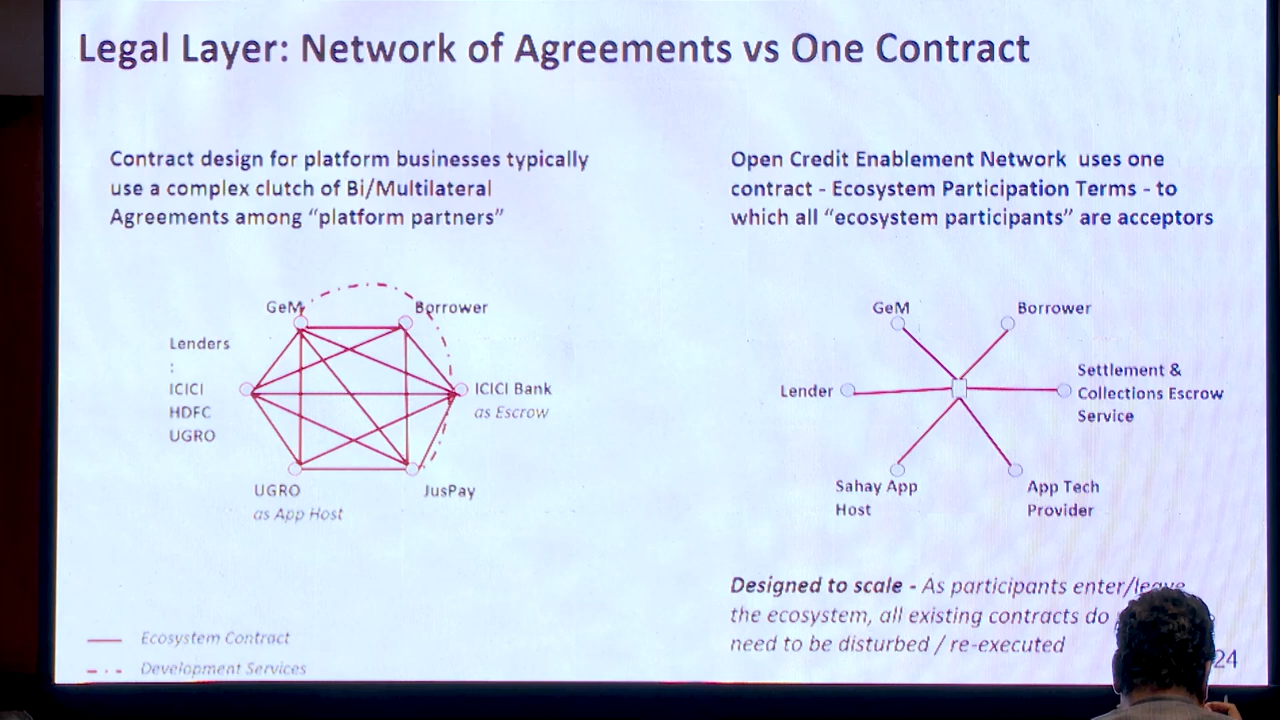 Legal Layer: Network of Agreements vs One Contract
Contract design for platform businesses typically
use a complex clutch of Bi/Multilateral
Agreements among “platform partners”
GeM
Borrower
Lenders
:
ICICI
HDFC
UGRO
ICICI Bank
as Escrow
UGRO
as App Host
JusPay
Ecosystem Contract
Development Services
Open Credit Enablement Network uses one
contract - Ecosystem Participation Terms - to
which all “ecosystem participants” are acceptors
GeM
Borrower
Lender
Settlement &
Collections Escrow
Service
Sahay App
Host
App Tech
Provider
Designed to scale - As participants enter/leave
the ecosystem, all existing contracts do
need to be disturbed / re-executed
24